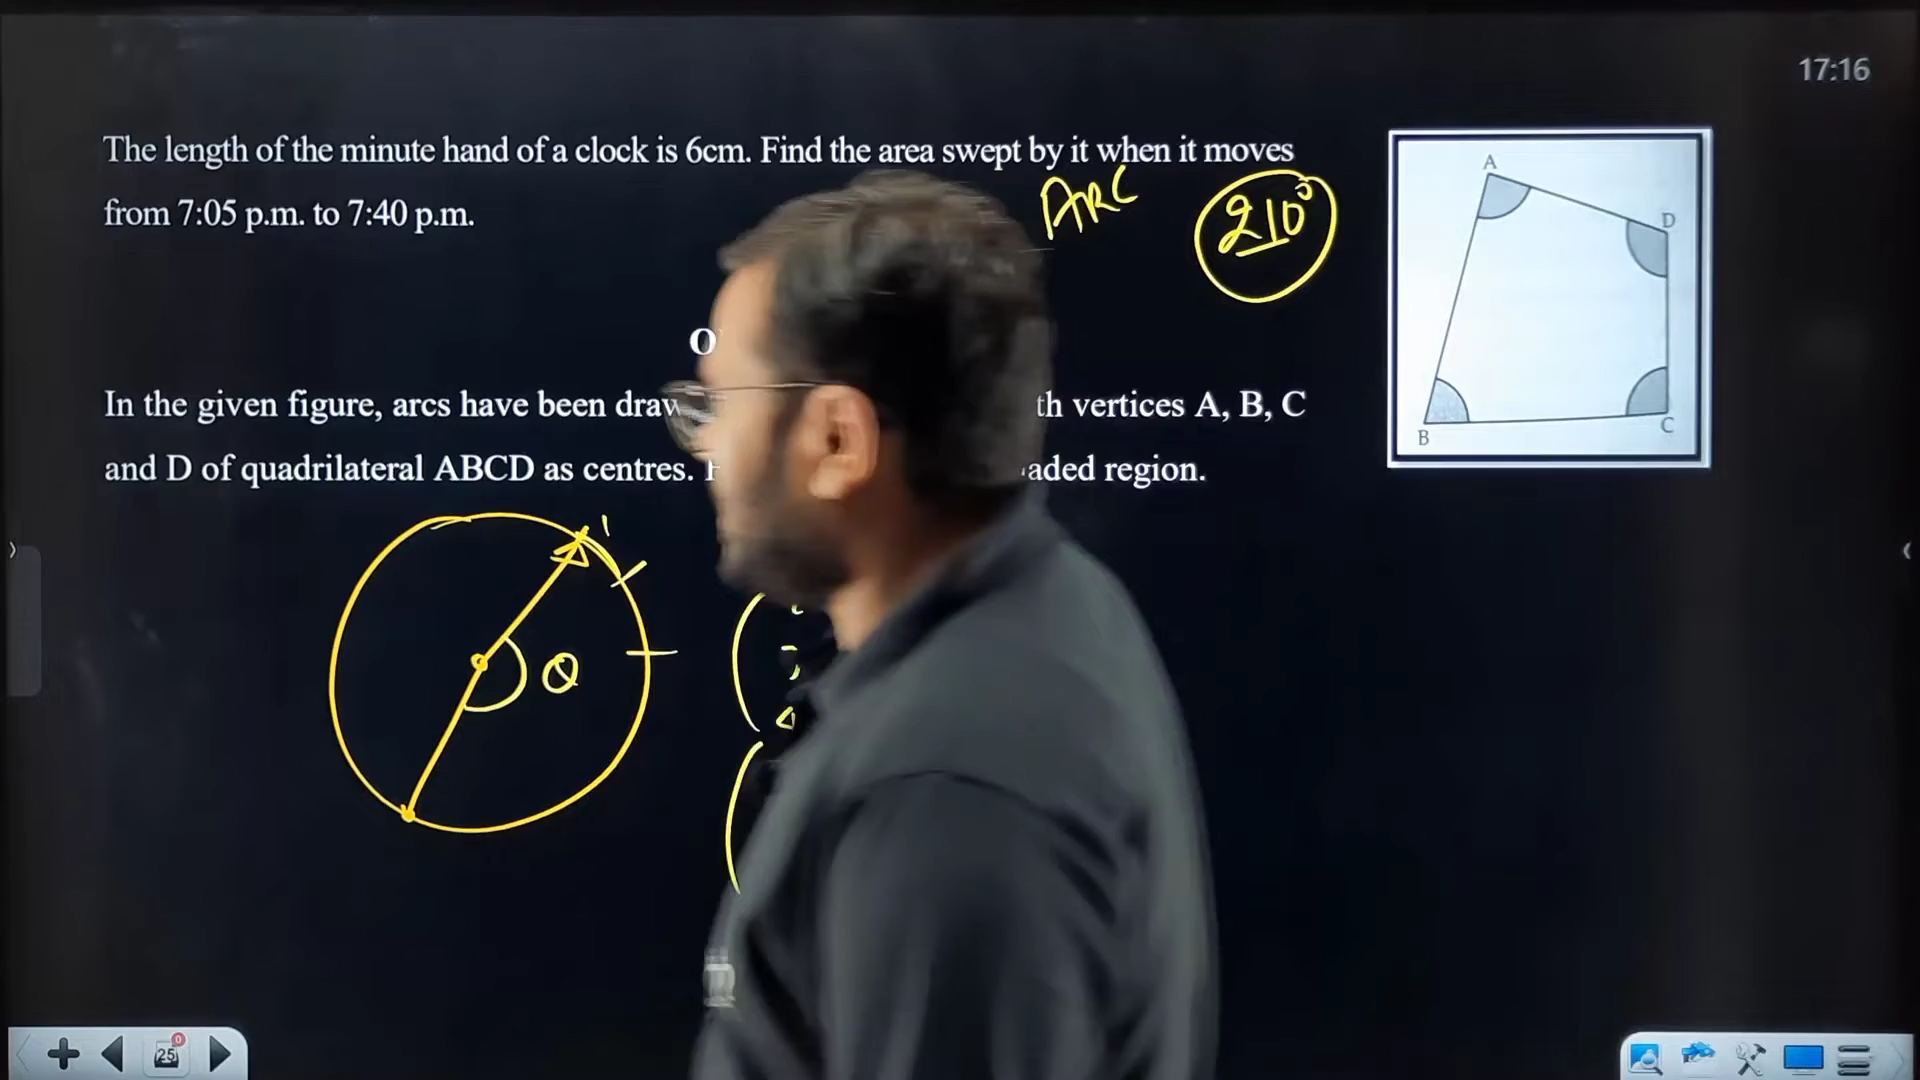 17:16
The length of the minute hand of a clock is 6cm. Find the area swept by it when it moves
from 7:05 p.m. to 7:40 p.m.
ARC
210°
O
In the given figure, arcs have been th vertices A, B, C
and D of quadrilateral ABCD as centres. aded region.
A
D
B
C
1
θ
25
0